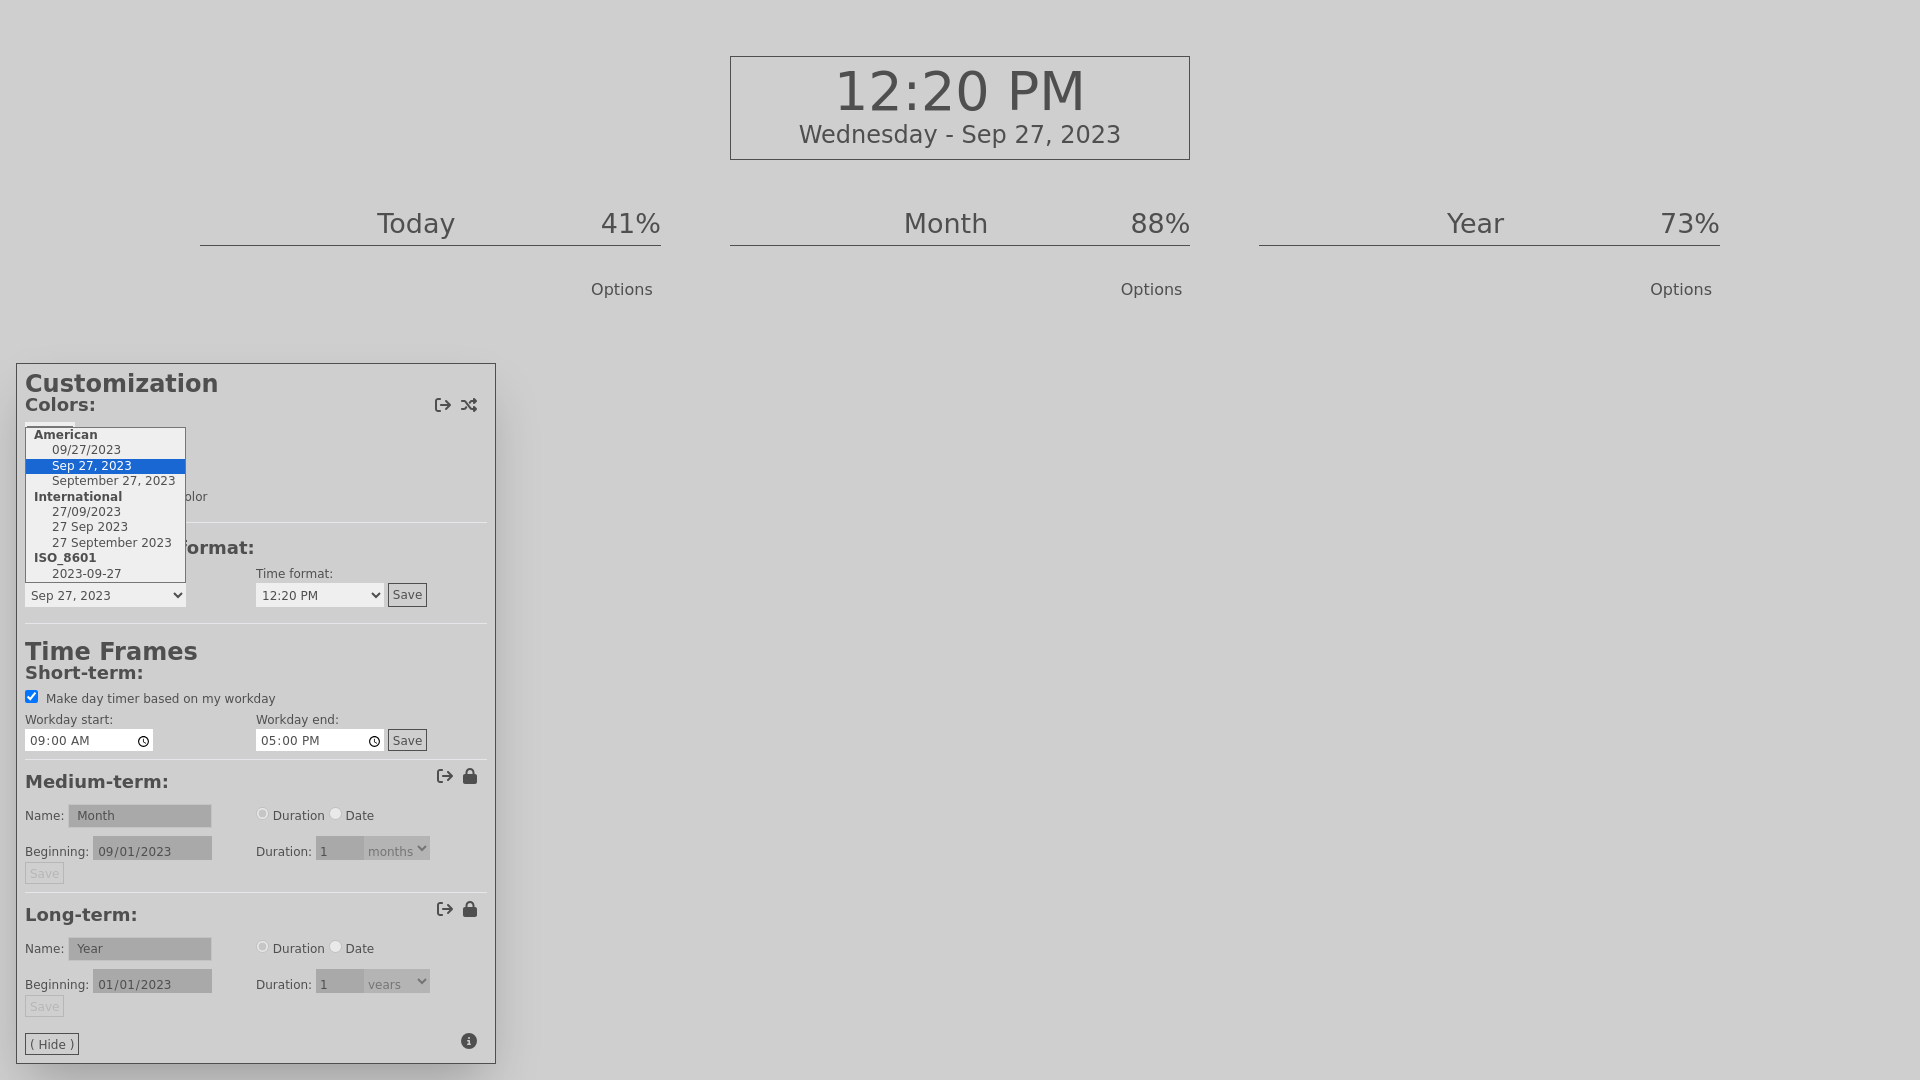 12:20 PM
Wednesday - Sep 27, 2023
Today 41%
Month 88%
Year 73%
Options
Options
Options
Customization
Colors:
American
09/27/2023
Sep 27, 2023
September 27, 2023
International
27/09/2023
27 Sep 2023
27 September 2023
ISO_8601
2023-09-27
olor
ormat:
Time format:
Sep 27, 2023 12:20 PM Save
Time Frames
Short-term:
Make day timer based on my workday
Workday start: Workday end:
09:00 AM 05:00 PM Save
Medium-term:
Name: Month Duration Date
Beginning: 09/01/2023 Duration: 1 months
Save
Long-term:
Name: Year Duration Date
Beginning: 01/01/2023 Duration: 1 years
Save
( Hide )